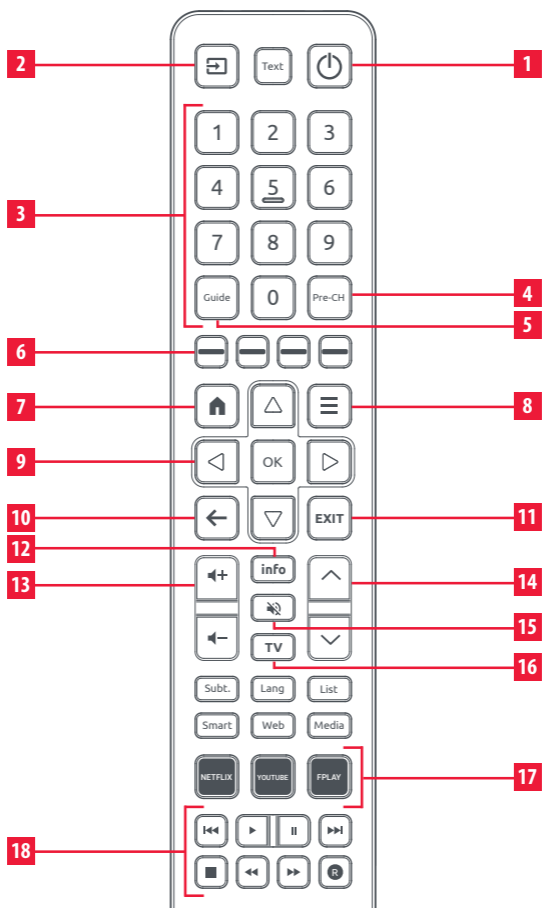 2 Text 1
1 2 3
4 5 6
3
7 8 9
Guide 0 Pre-CH 4
5
6
7 8
9 OK
10 EXIT 11
12 info
13 14
15
TV 16
Subt. Lang List
Smart Web Media
NETFLIX YOUTUBE FPLAY 17
18
R